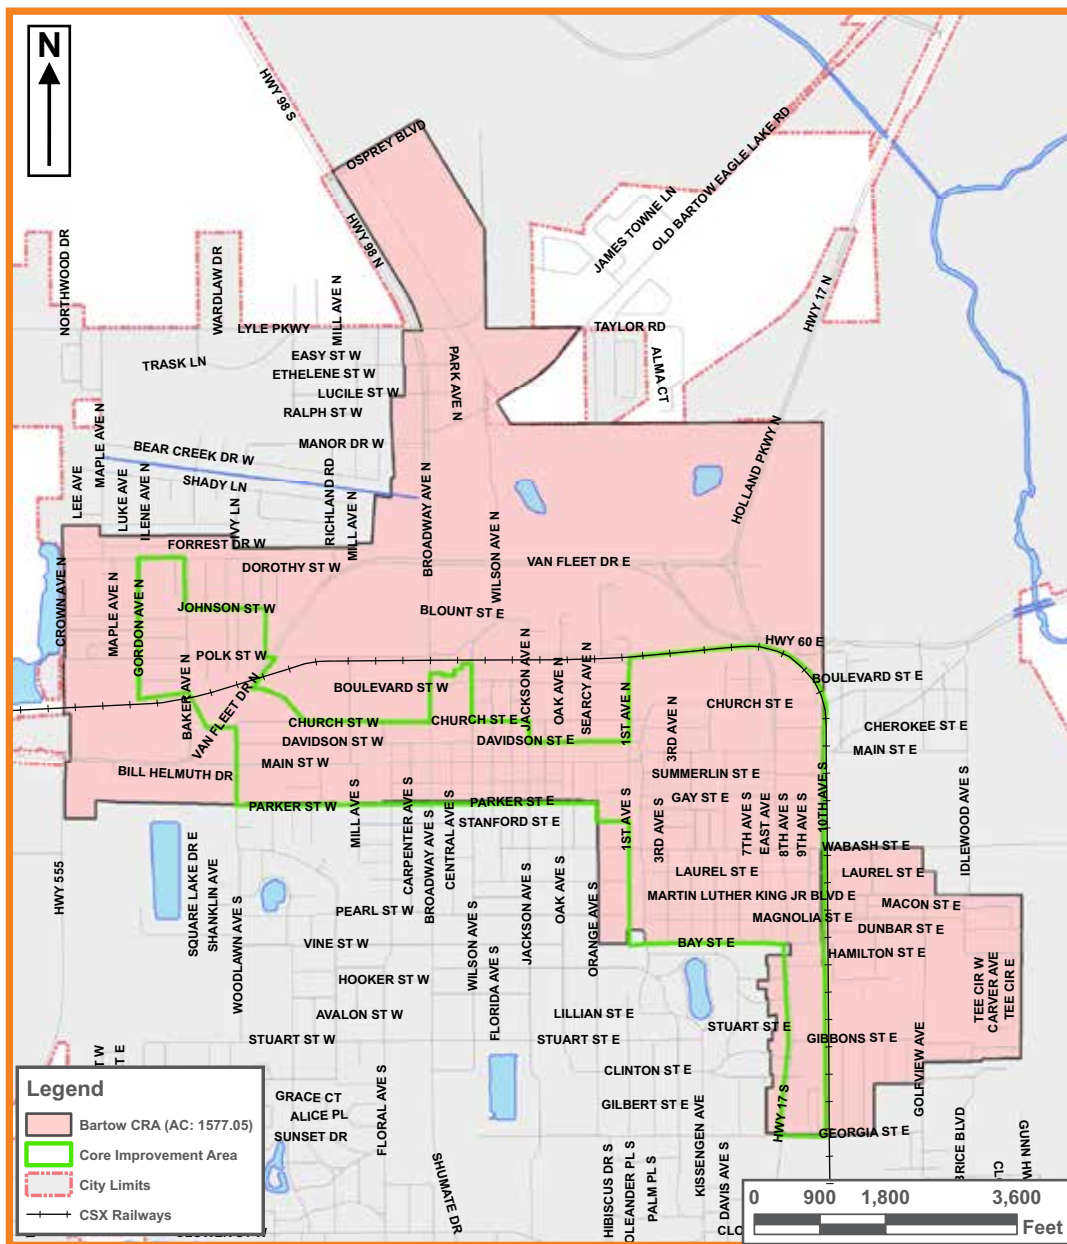 N
HWY 98 S
OSPREY BLVD
HWY 98 N
OLD BARTOW EAGLE LAKE RD
JAMES TOWNE LN
HWY 17 N
NORTHWOOD DR
WARDLAW DR
LYLE PKWY
MILL AVE N
TAYLOR RD
TRASK LN
EASY ST W
ETHELENE ST W
LUCILE ST W
RALPH ST W
PARK AVE N
ALMA CT
MAPLE AVE N
MANOR DR W
BEAR CREEK DR W
SHADY LN
HOLLAND PKWY N
LEE AVE
LUKE AVE
ILENE AVE N
IVY LN
RICHLAND RD
MILL AVE N
BROADWAY AVE N
WILSON AVE N
FORREST DR W
DOROTHY ST W
VAN FLEET DR E
CROWN AVE N
MAPLE AVE N
GORDON AVE N
JOHNSON ST W
BLOUNT ST E
HWY 60 E
POLK ST W
BOULEVARD ST W
BOULEVARD ST E
BAKER AVE N
VAN FLEET DR N
JACKSON AVE N
OAK AVE N
SEARCY AVE N
1ST AVE N
3RD AVE N
CHURCH ST E
CHURCH ST W
CHURCH ST E
CHEROKEE ST E
DAVIDSON ST W
DAVIDSON ST E
MAIN ST E
MAIN ST W
BILL HELMUTH DR
SUMMERLIN ST E
10TH AVE S
PARKER ST W
PARKER ST E
GAY ST E
STANFORD ST E
MILL AVE S
CARPENTER AVE S
BROADWAY AVE S
CENTRAL AVE S
1ST AVE S
3RD AVE S
7TH AVE S
EAST AVE
8TH AVE S
9TH AVE S
IDLEWOOD AVE S
WABASH ST E
HWY 555
SQUARE LAKE DR E
SHANKLIN AVE
WOODLAWN AVE S
LAUREL ST E
LAUREL ST E
MARTIN LUTHER KING JR BLVD E
MACON ST E
PEARL ST W
MAGNOLIA ST E
DUNBAR ST E
VINE ST W
WILSON AVE S
FLORIDA AVE S
JACKSON AVE S
OAK AVE S
ORANGE AVE S
BAY ST E
HAMILTON ST E
HOOKER ST W
TEE CIR W
CARVER AVE
TEE CIR E
AVALON ST W
LILLIAN ST E
STUART ST E
STUART ST W
STUART ST E
GIBBONS ST E
CLINTON ST E
GOLFVIEW AVE
HWY 17 S
GRACE CT
ALICE PL
SUNSET DR
FLORAL AVE S
GILBERT ST E
GEORGIA ST E
KISSENGEN AVE
SHUMATE DR
HIBISCUS DR S
OLEANDER PL S
PALM PL S
DAVIS AVE S
BRICE BLVD
Legend
Bartow CRA (AC: 1577.05)
Core Improvement Area
City Limits
CSX Railways
0 900 1,800 3,600
Feet